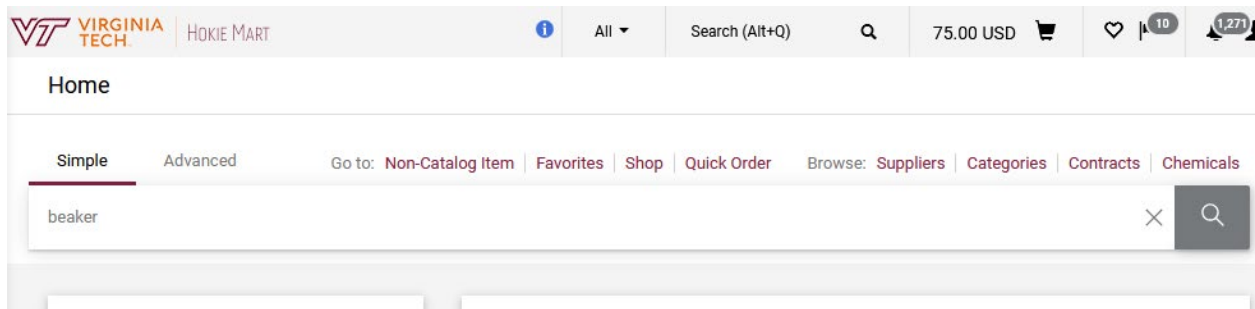 VT VIRGINIA TECH. HOKIE MART All Search (Alt+Q) 75.00 USD 10 1,271
Home
Simple Advanced Go to: Non-Catalog Item Favorites Shop Quick Order Browse: Suppliers Categories Contracts Chemicals
beaker